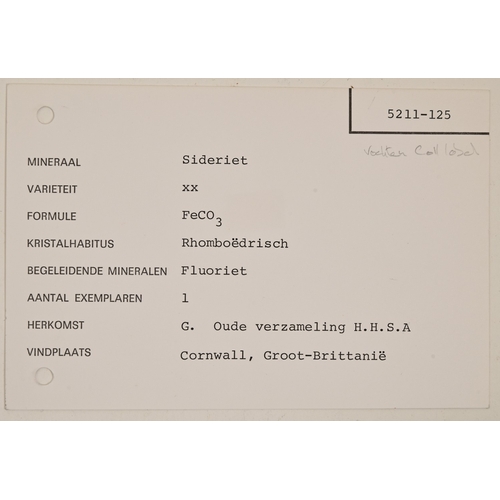 5211-125
Coll
MINERAAL Sideriet
VARIETEIT xx
FORMULE FeCO3
KRISTALHABITUS Rhomboëdrisch
BEGELEIDENDE MINERALEN Fluoriet
AANTAL EXEMPLAREN 1
HERKOMST G. Oude verzameling H.H.S.A
VINDPLAATS Cornwall, Groot-Brittanië